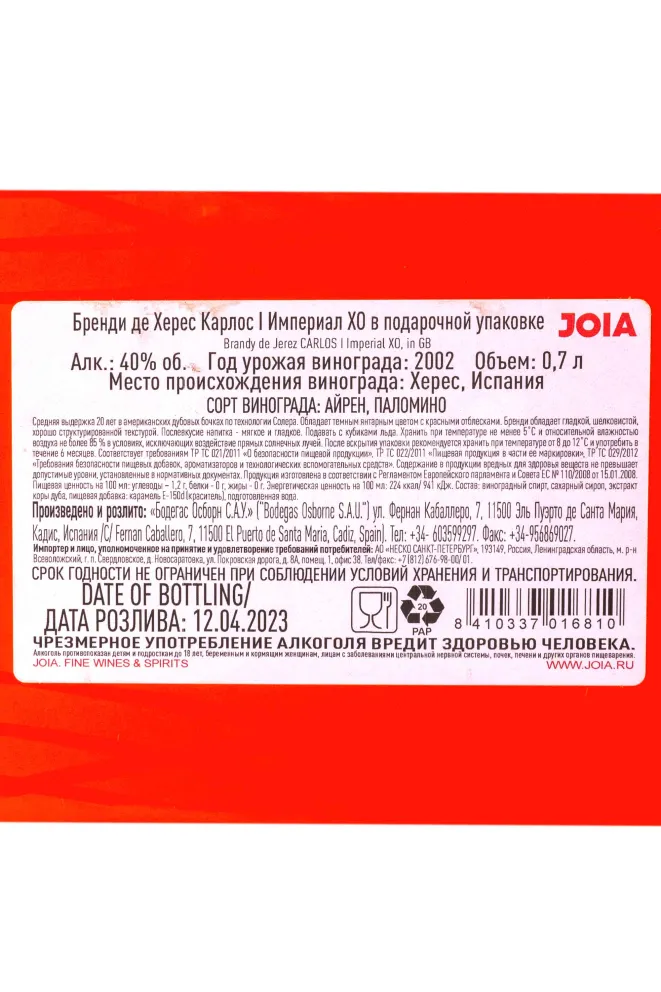 Бренди де Херес Карлос I Империал ХО в подарочной упаковке JOIA
Brandy de Jerez CARLOS I Imperial XO, in GB
Алк.: 40% об. Год урожая винограда: 2002 Объем: 0,7 л
Место происхождения винограда: Херес, Испания
СОРТ ВИНОГРАДА: АЙРЕН, ПАЛОМИНО
Средняя выдержка 20 лет в американских дубовых бочках по технологии Солера. Обладает темным янтарным цветом с красными отблесками. Бренди обладает гладкой, шелковистой,
хорошо структурированной текстурой. Послевкусие напитка - мягкое и гладкое. Подавать с кубиками льда. Хранить при температуре не менее 5˚С и относительной влажностью
воздуха не более 85 % в условиях, исключающих воздействие прямых солнечных лучей. После вскрытия упаковки рекомендуется хранить при температуре от 8 до 12˚С и употребить в
течение 6 месяцев. Соответствует требованиям ТР ТС 021/2011 «О безопасности пищевой продукции», ТР ТС 022/2011 «Пищевая продукция в части ее маркировки», ТР ТС 029/2012
«Требования безопасности пищевых добавок, ароматизаторов и технологических вспомогательных средств». Содержание в продукции вредных для здоровья веществ не превышает
допустимые уровни, установленные в нормативных документах. Продукция изготовлена в соответствии с Регламентом Европейского парламента и Совета ЕС № 110/2008 от 15.01.2008.
Пищевая ценность на 100 мл: углеводы – 1,2 г, белки - 0 г, жиры - 0 г. Энергетическая ценность на 100 мл: 224 ккал/ 941 кДж. Состав: виноградный спирт, сахарный сироп, экстракт
коры дуба, пищевая добавка: карамель Е-150d(краситель), подготовленная вода.
Произведено и розлито: «Бодегас Осборн С.А.У.» ("Bodegas Osborne S.A.U.") ул. Фернан Кабаллеро, 7, 11500 Эль Пуэрто де Санта Мария,
Кадис, Испания /C/ Fernan Caballero, 7, 11500 El Puerto de Santa Maria, Cadiz, Spain). Тел: +34- 603599297. Факс: +34-956869027.
Импортер и лицо, уполномоченное на принятие и удовлетворение требований потребителей: АО «НЕСКО САНКТ-ПЕТЕРБУРГ», 193149, Россия, Ленинградская область, м. р-н
Всеволожский, г. п. Свердловское, д. Новосаратовка, ул. Покровская дорога, д. 8А, помещ. 1, офис 38. Тел/факс: +7 (812) 676-98-00/ 01.
СРОК ГОДНОСТИ НЕ ОГРАНИЧЕН ПРИ СОБЛЮДЕНИИ УСЛОВИЙ ХРАНЕНИЯ И ТРАНСПОРТИРОВАНИЯ.
DATE OF BOTTLING/
ДАТА РОЗЛИВА: 12.04.2023
20
PAP
8 410337 016810
ЧРЕЗМЕРНОЕ УПОТРЕБЛЕНИЕ АЛКОГОЛЯ ВРЕДИТ ЗДОРОВЬЮ ЧЕЛОВЕКА.
Алкоголь противопоказан детям и подросткам до 18 лет, беременным и кормящим женщинам, лицам с заболеваниями центральной нервной системы, почек, печени и других органов пищеварения.
JOIA. FINE WINES & SPIRITS WWW.JOIA.RU